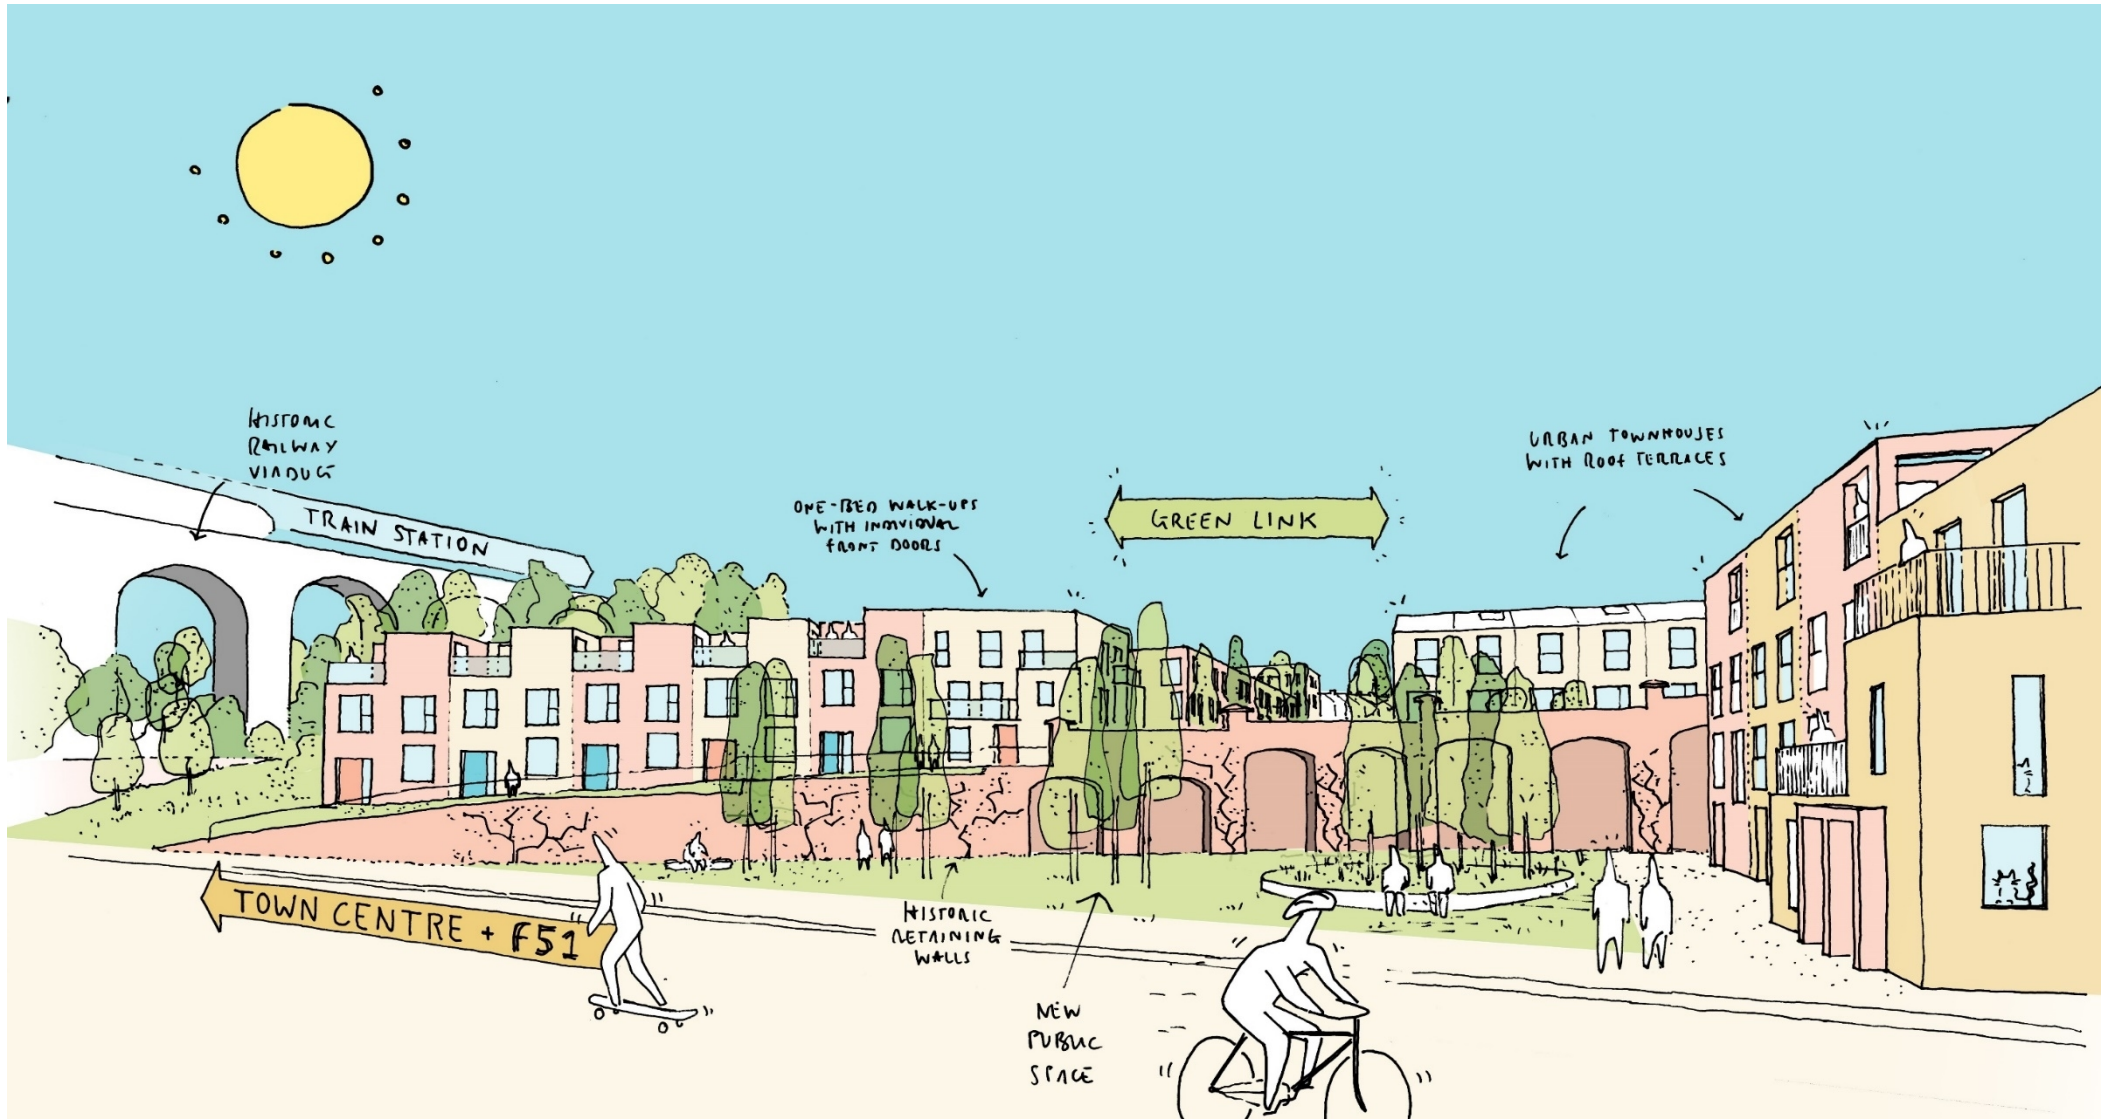 HISTORIC
RAILWAY
VIADUCT
TRAIN STATION
ONE-BED WALK-UPS
WITH INDIVIDUAL
FRONT DOORS
GREEN LINK
URBAN TOWNHOUSES
WITH ROOF TERRACES
TOWN CENTRE + F51
HISTORIC
RETAINING
WALLS
NEW
PUBLIC
SPACE